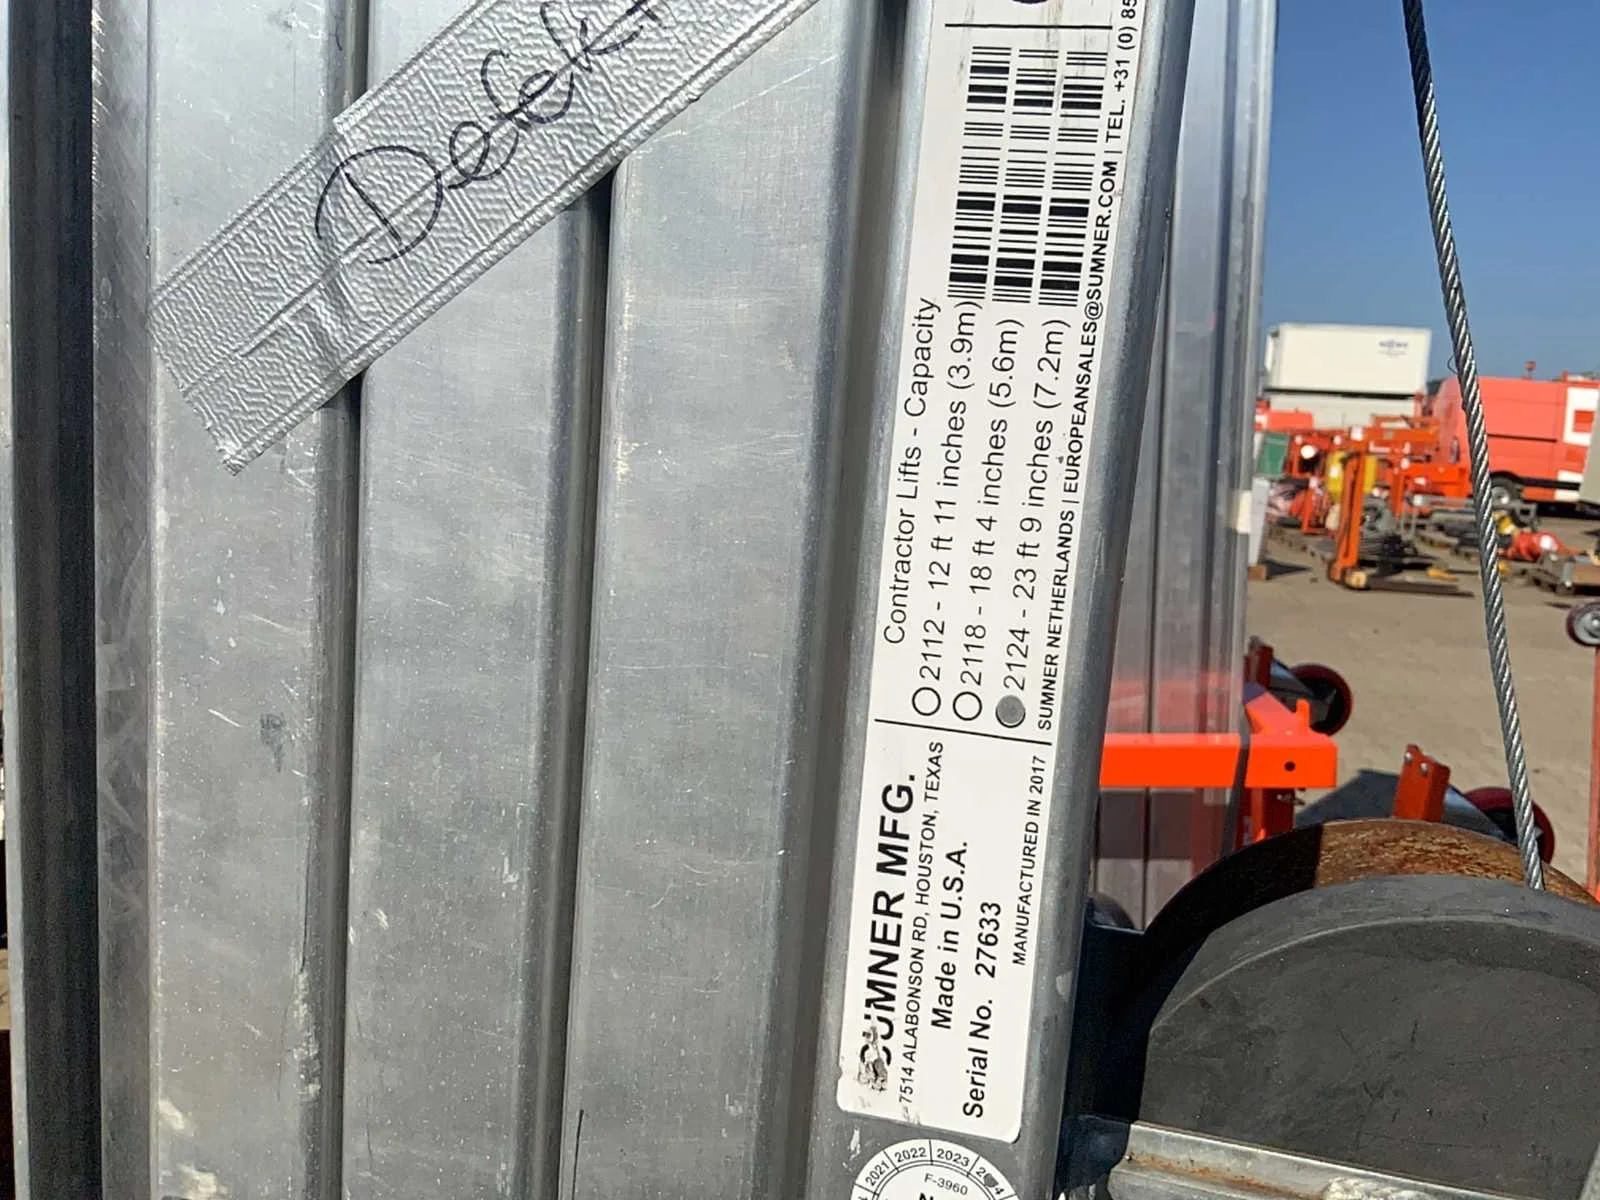 Defekt
SUMNER MFG.
7514 ALABONSON RD, HOUSTON, TEXAS
Made in U.S.A.
Serial No. 27633
MANUFACTURED IN 2017
Contractor Lifts - Capacity
2112 - 12 ft 11 inches (3.9m)
2118 - 18 ft 4 inches (5.6m)
2124 - 23 ft 9 inches (7.2m)
SUMNER NETHERLANDS | EUROPEANSALES@SUMNER.COM | TEL. +31 (0) 85
2021 2022 2023
F-3960